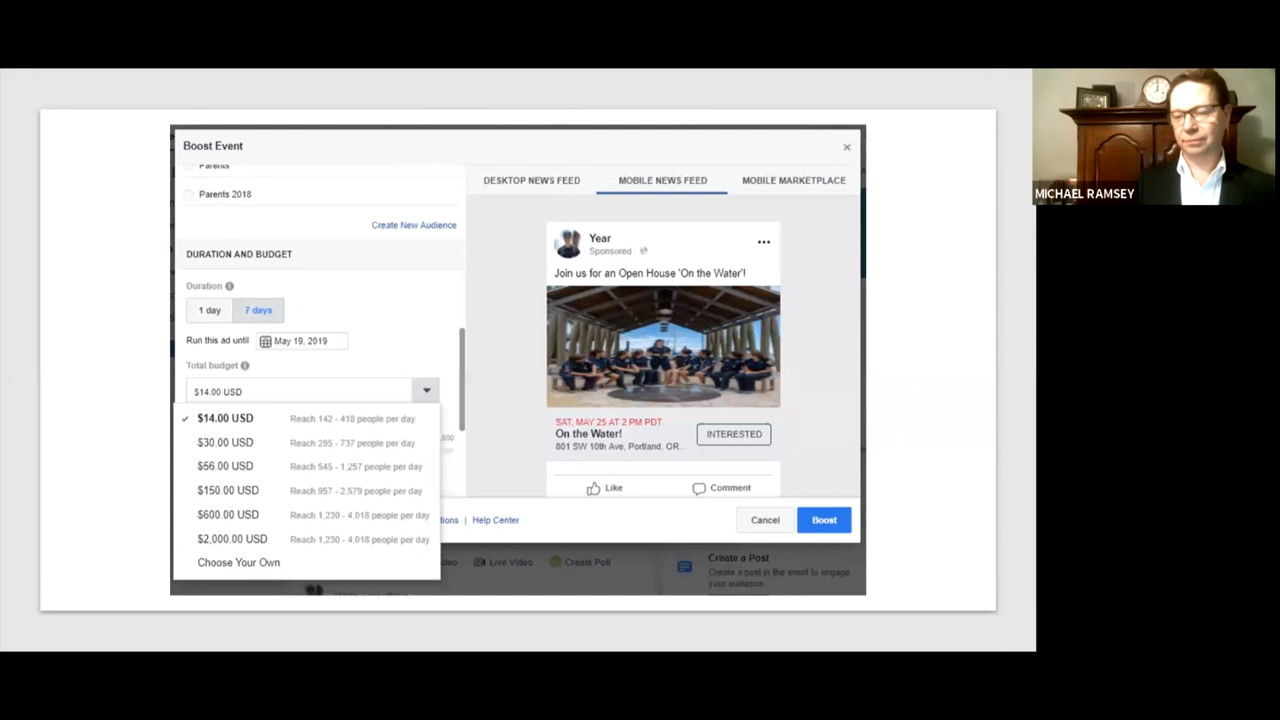 Boost Event
×
Parents
Parents 2018
Create New Audience
DURATION AND BUDGET
Duration
1 day
7 days
Run this ad until
May 19, 2019
Total budget
$14.00 USD
$14.00 USD Reach 142 - 418 people per day
$30.00 USD Reach 295 - 737 people per day
$56.00 USD Reach 545 - 1,257 people per day
$150.00 USD Reach 957 - 2,579 people per day
$600.00 USD Reach 1,230 - 4,018 people per day
$2,000.00 USD Reach 1,230 - 4,018 people per day
Choose Your Own
DESKTOP NEWS FEED
MOBILE NEWS FEED
MOBILE MARKETPLACE
Year
Sponsored
Join us for an Open House 'On the Water'!
SAT, MAY 25 AT 2 PM PDT
On the Water!
801 SW 10th Ave, Portland, OR...
INTERESTED
Like
Comment
| Help Center
Cancel
Boost
Live Video
Create Poll
Create a Post
Create a post in the event to engage
your audience.
MICHAEL RAMSEY